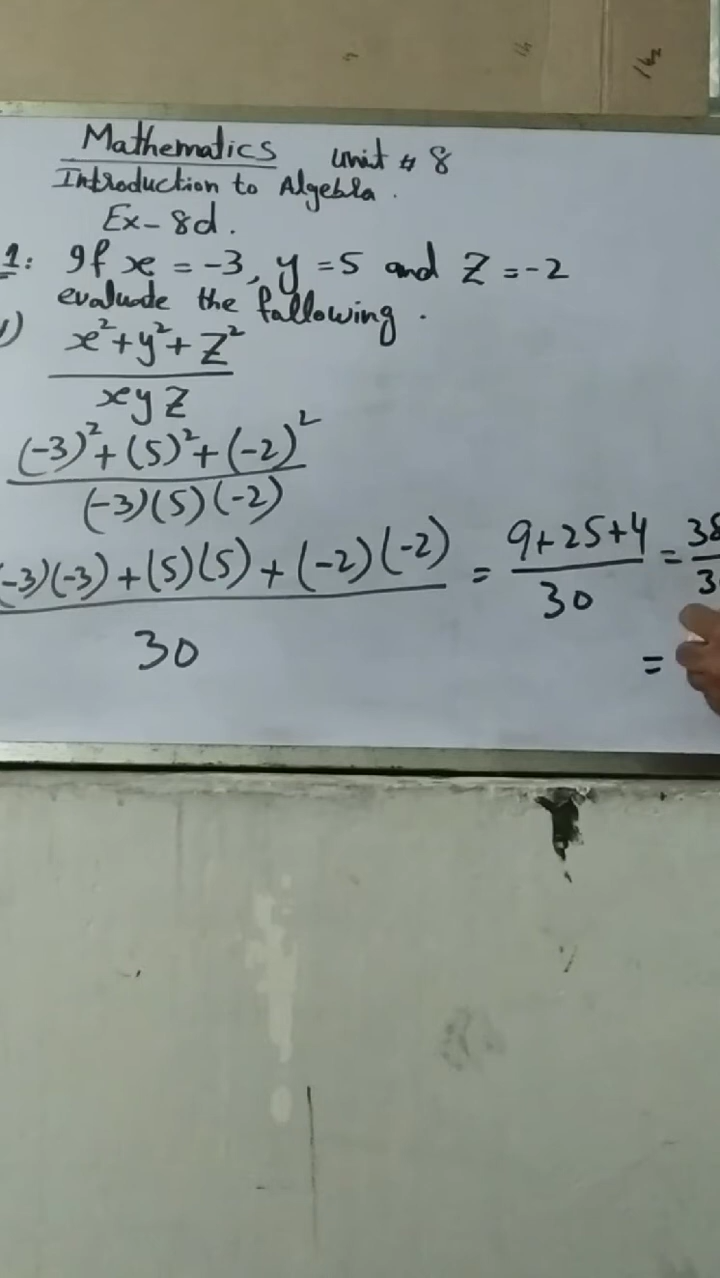 Mathematics unit # 8
Introduction to Algebra.
Ex-8d.
1: If x = -3, y = 5 and Z = -2
evaluate the following.
x²+y²+Z²
xyZ
(-3)²+(5)²+(-2)²
(-3)(5)(-2)
-3)(-3)+(5)(5)+(-2)(-2) = 9+25+4 = 38
30 30 3
=